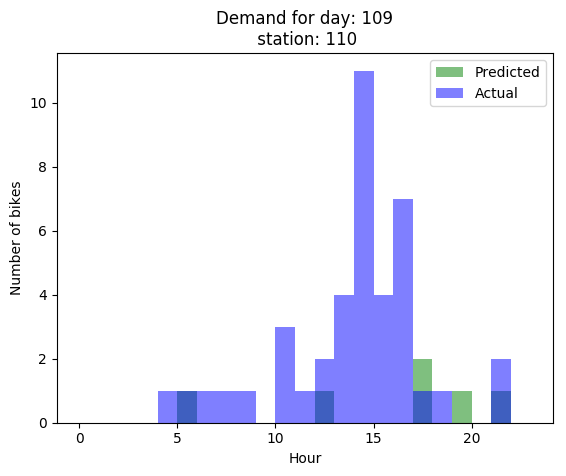 Demand for day: 109
station: 110
Predicted
Actual
Number of bikes
10
8
6
4
2
0
0 5 10 15 20
Hour